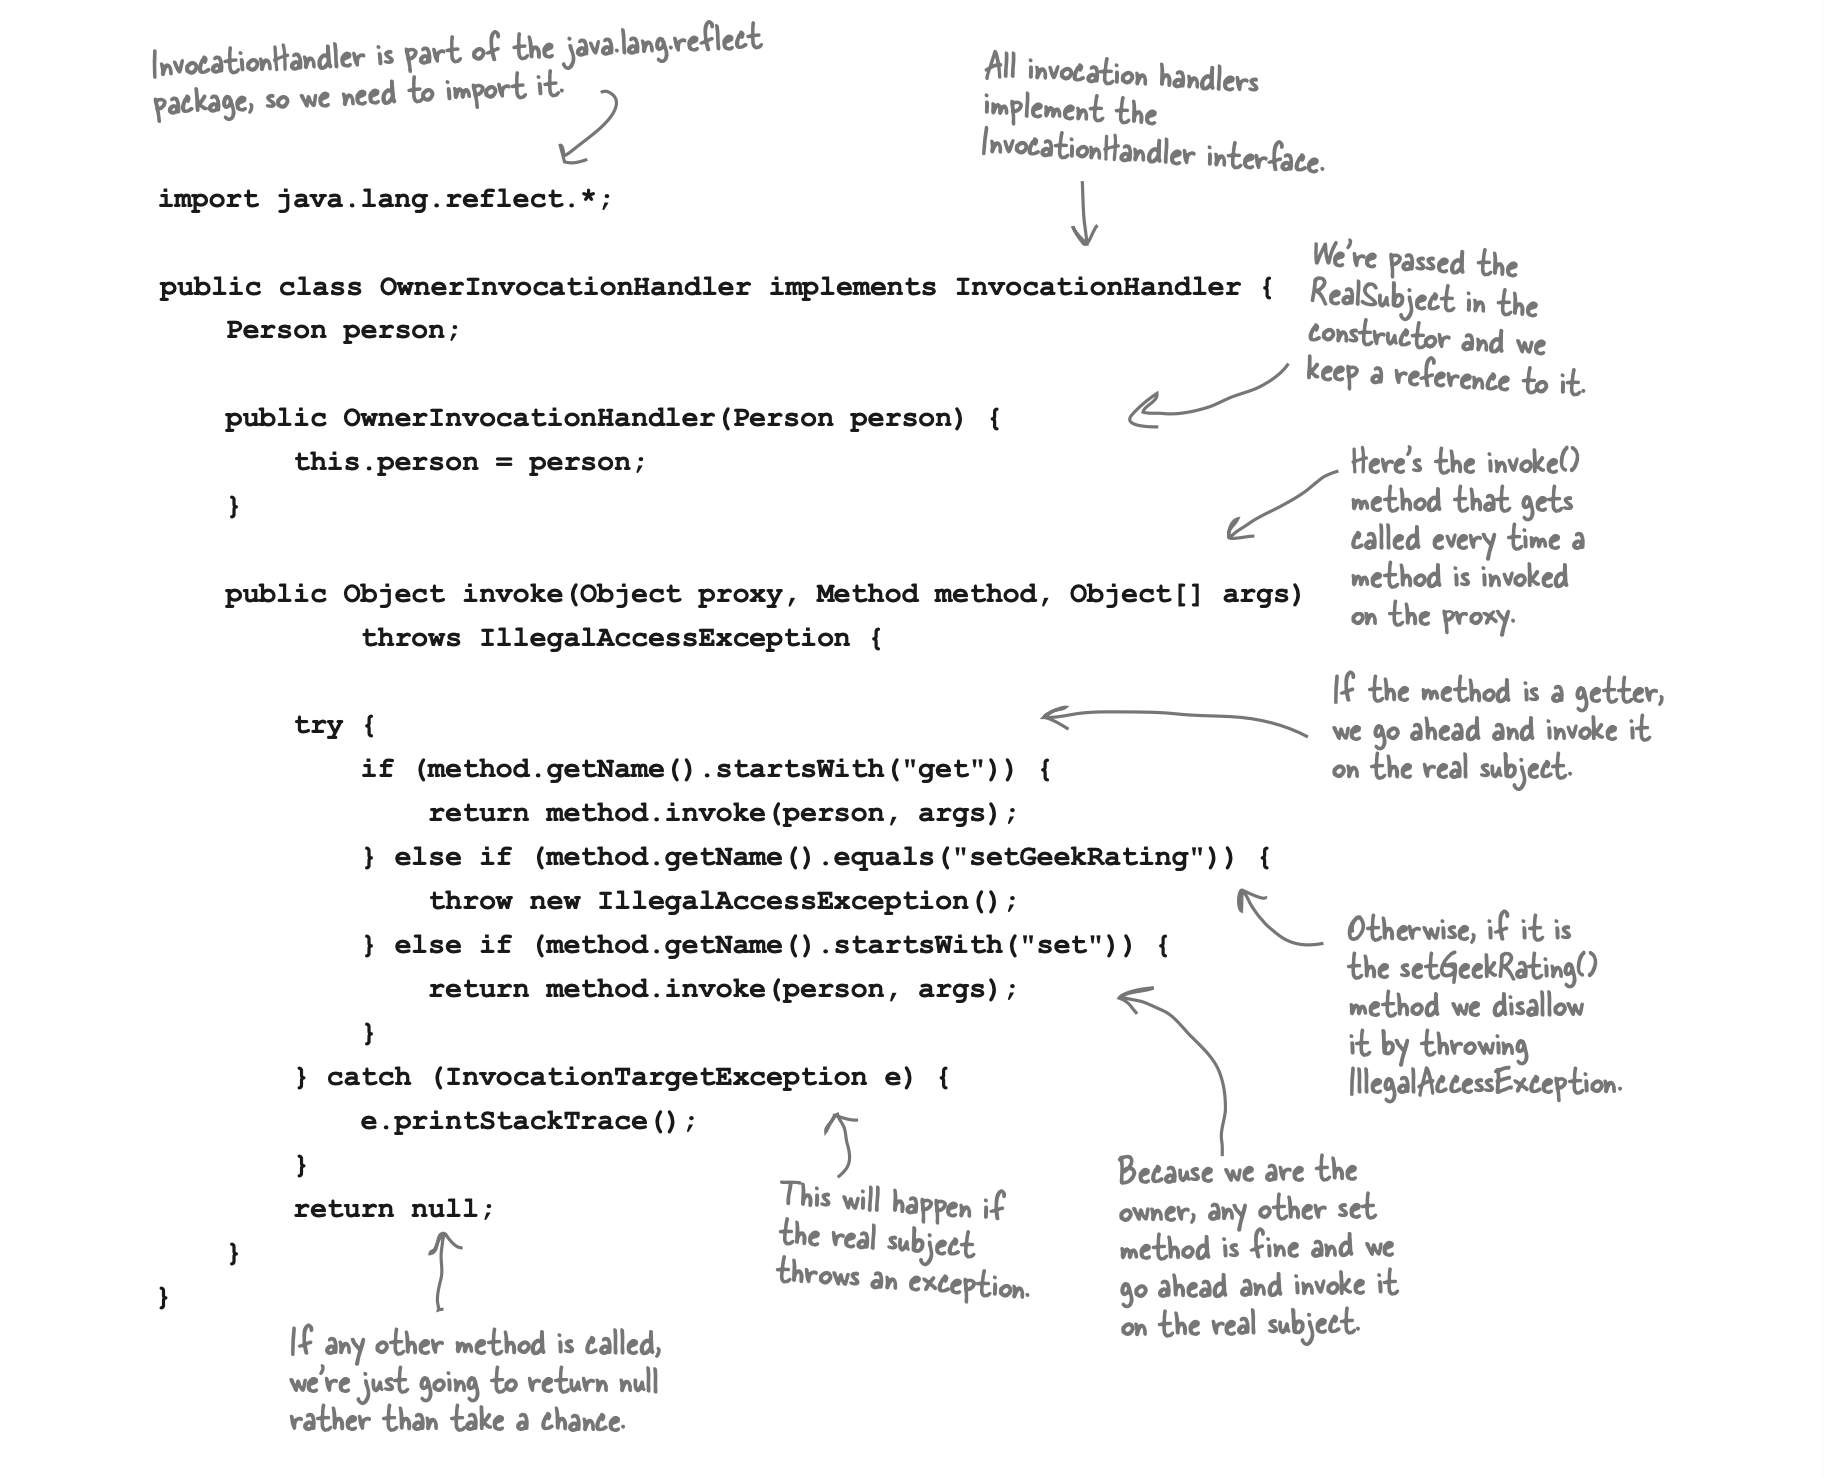 InvocationHandler is part of the java.lang.reflect
package, so we need to import it.
All invocation handlers
implement the
InvocationHandler interface.
import java.lang.reflect.*;
public class OwnerInvocationHandler implements InvocationHandler {
Person person;
We're passed the
RealSubject in the
constructor and we
keep a reference to it.
public OwnerInvocationHandler(Person person) {
this.person = person;
}
Here's the invoke()
method that gets
called every time a
method is invoked
on the proxy.
public Object invoke(Object proxy, Method method, Object[] args)
throws IllegalAccessException {
If the method is a getter,
we go ahead and invoke it
on the real subject.
try {
if (method.getName().startsWith("get")) {
return method.invoke(person, args);
} else if (method.getName().equals("setGeekRating")) {
throw new IllegalAccessException();
} else if (method.getName().startsWith("set")) {
return method.invoke(person, args);
}
Otherwise, if it is
the setGeekRating()
method we disallow
it by throwing
IllegalAccessException.
} catch (InvocationTargetException e) {
e.printStackTrace();
}
return null;
}
}
This will happen if
the real subject
throws an exception.
Because we are the
owner, any other set
method is fine and we
go ahead and invoke it
on the real subject.
If any other method is called,
we're just going to return null
rather than take a chance.